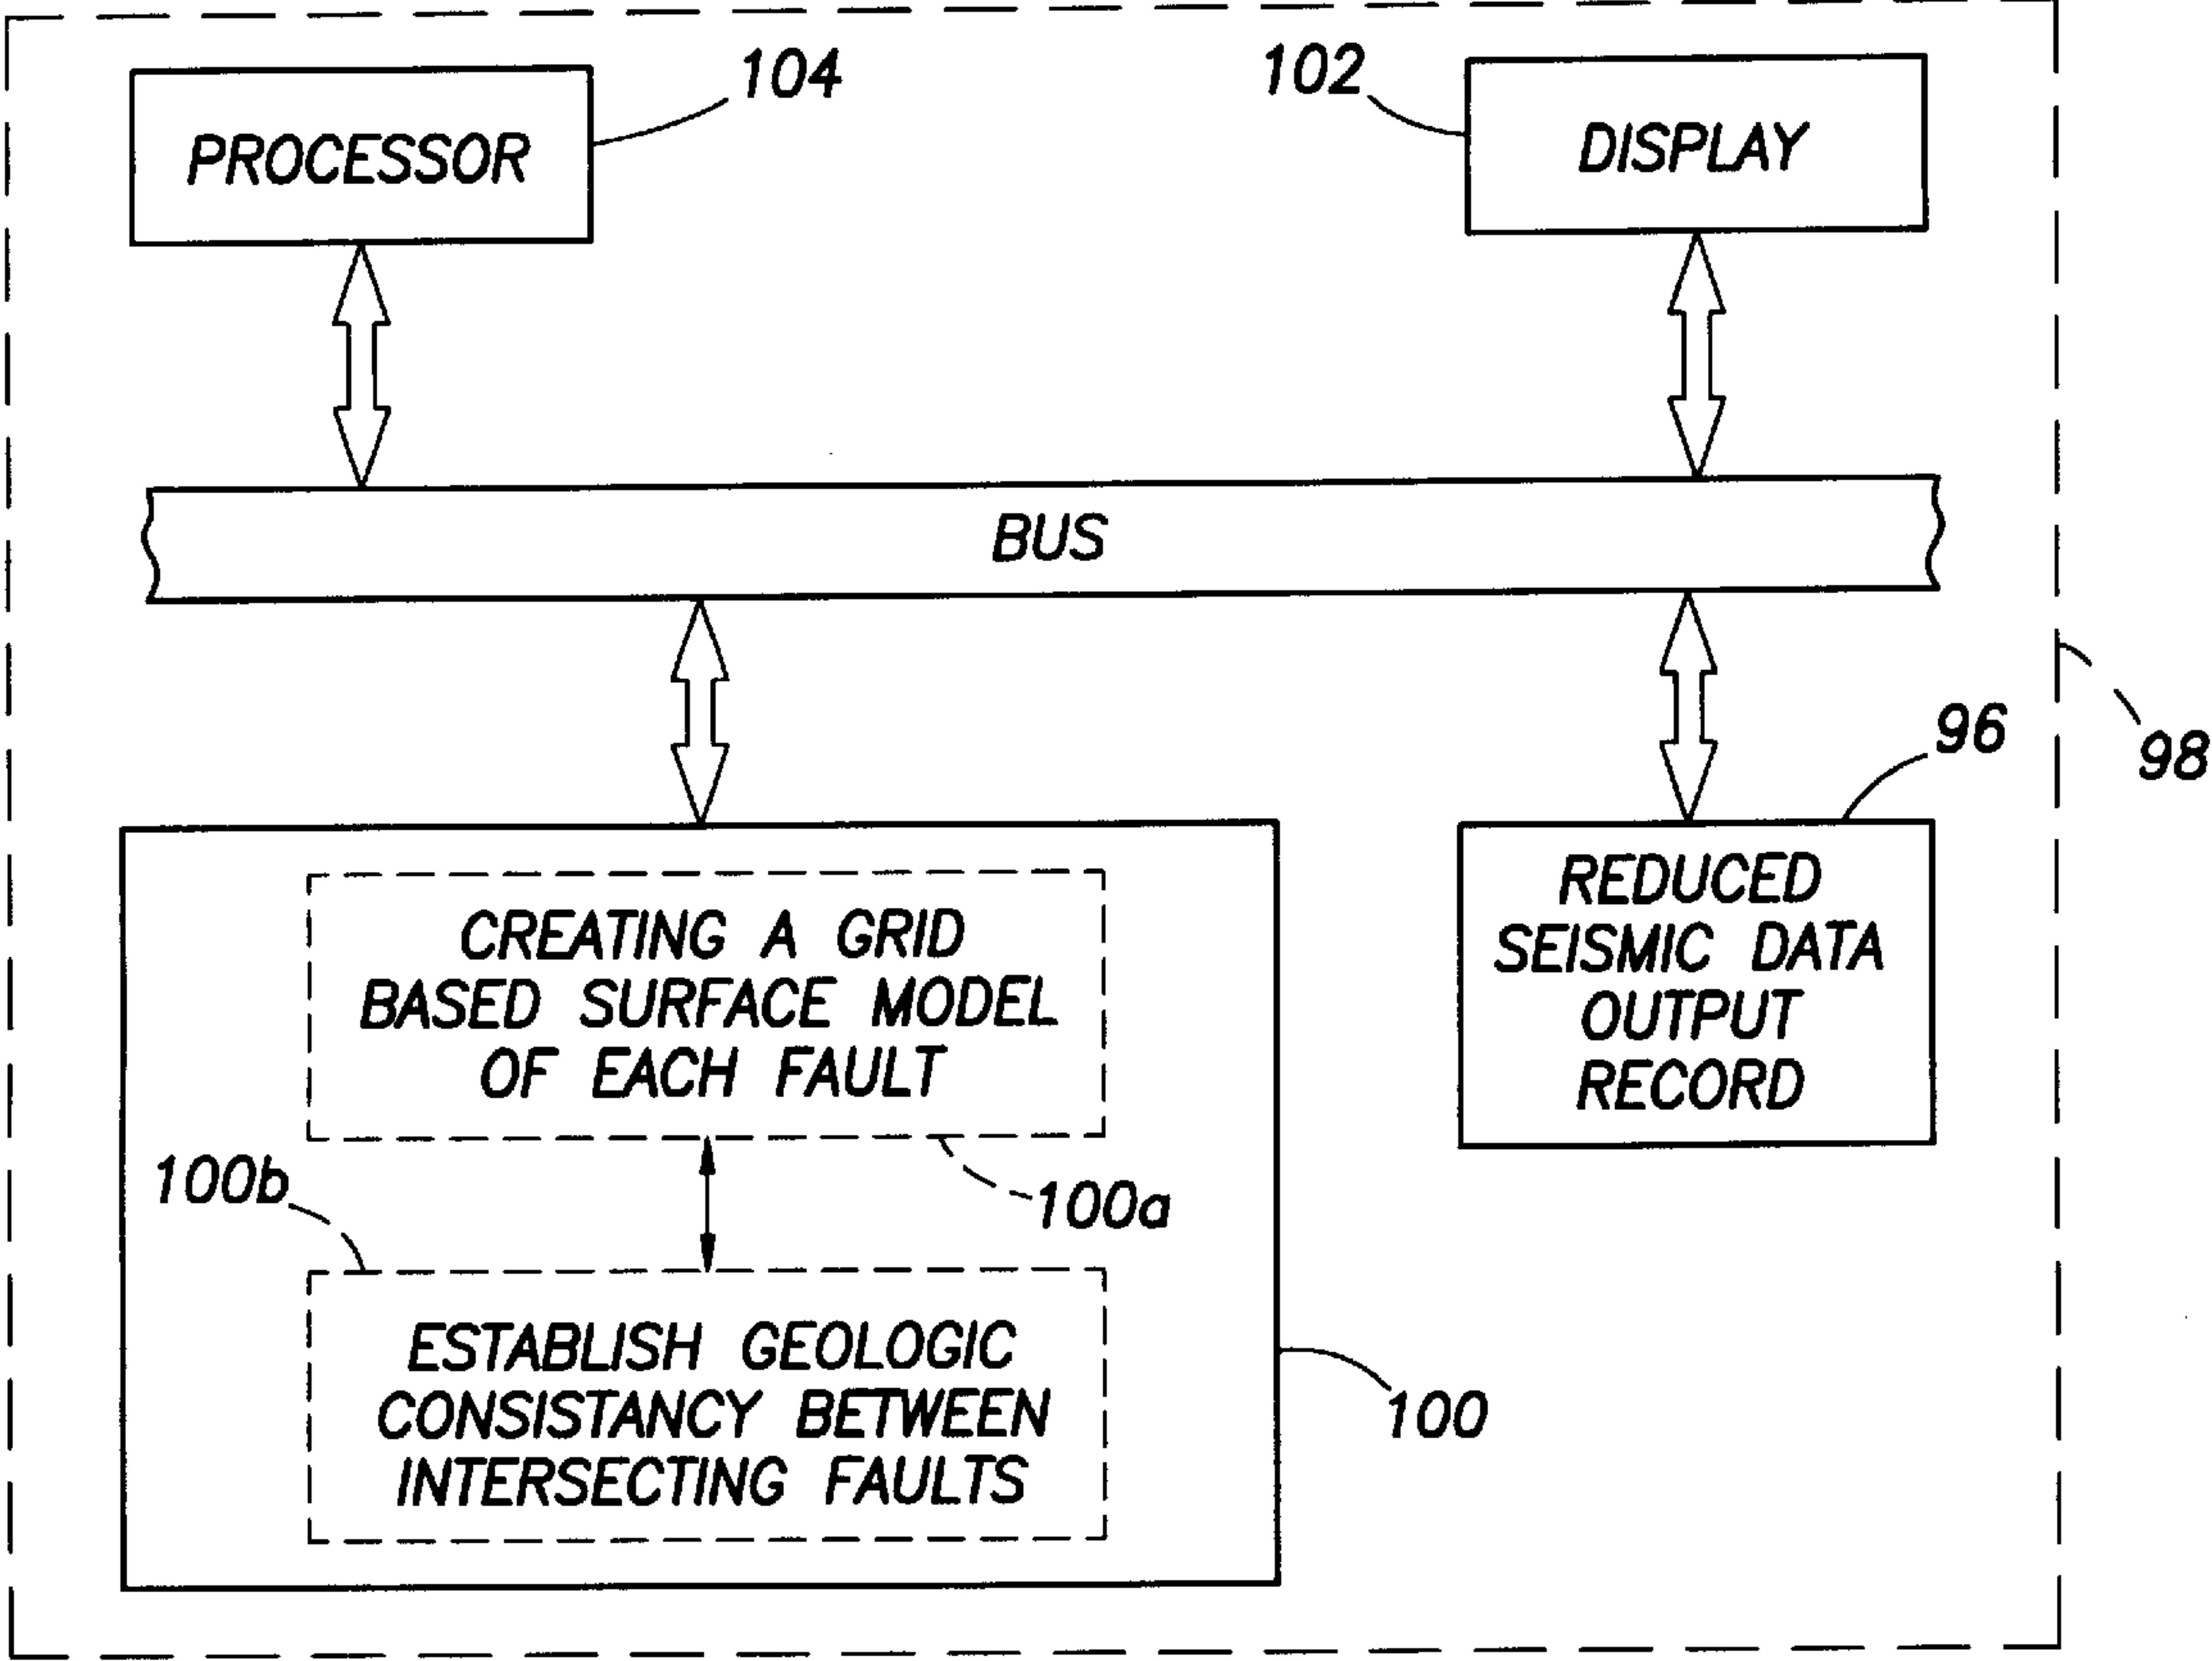 104
102
PROCESSOR
DISPLAY
BUS
96
98
REDUCED
SEISMIC DATA
OUTPUT
RECORD
CREATING A GRID
BASED SURFACE MODEL
OF EACH FAULT
100b
100a
ESTABLISH GEOLOGIC
CONSISTANCY BETWEEN
INTERSECTING FAULTS
100